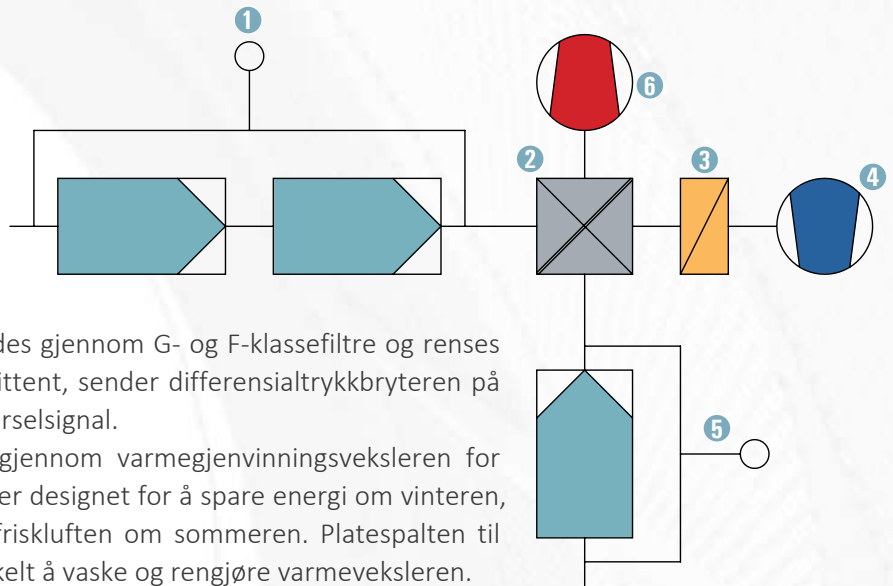 1
6
2
3
4
des gjennom G- og F-klassefiltre og renses
ittent, sender differensialtrykkbryteren på
rselsignal.
5
gjennom varmegjenvinningsveksleren for
er designet for å spare energi om vinteren,
friskluften om sommeren. Platespalten til
kelt å vaske og rengjøre varmeveksleren.